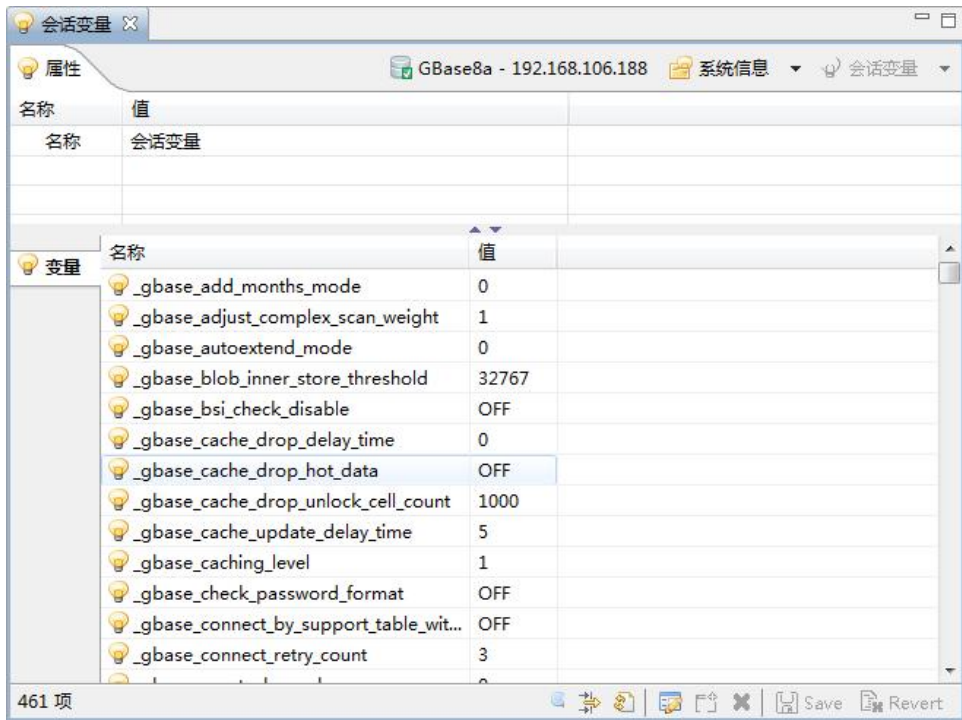 会话变量
属性 GBase8a - 192.168.106.188 系统信息 会话变量
名称 值
名称 会话变量
变量
名称 值
_gbase_add_months_mode 0
_gbase_adjust_complex_scan_weight 1
_gbase_autoextend_mode 0
_gbase_blob_inner_store_threshold 32767
_gbase_bsi_check_disable OFF
_gbase_cache_drop_delay_time 0
_gbase_cache_drop_hot_data OFF
_gbase_cache_drop_unlock_cell_count 1000
_gbase_cache_update_delay_time 5
_gbase_caching_level 1
_gbase_check_password_format OFF
_gbase_connect_by_support_table_wit... OFF
_gbase_connect_retry_count 3
461 项 Save Revert